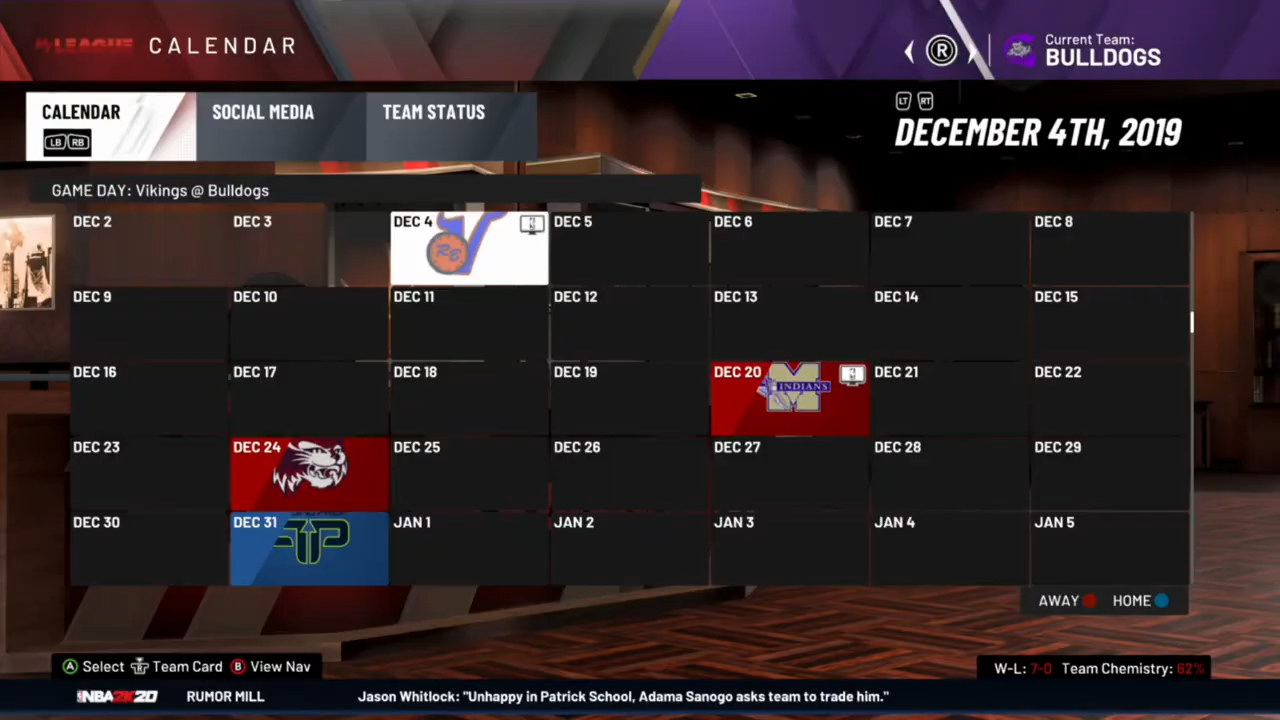 MYLEAGUE CALENDAR
R
Current Team:
BULLDOGS
CALENDAR
LB RB
SOCIAL MEDIA
TEAM STATUS
LT RT
DECEMBER 4TH, 2019
GAME DAY: Vikings @ Bulldogs
DEC 2
DEC 3
DEC 4
RB
DEC 5
DEC 6
DEC 7
DEC 8
DEC 9
DEC 10
DEC 11
DEC 12
DEC 13
DEC 14
DEC 15
DEC 16
DEC 17
DEC 18
DEC 19
DEC 20
M
INDIANS
DEC 21
DEC 22
DEC 23
DEC 24
DEC 25
DEC 26
DEC 27
DEC 28
DEC 29
DEC 30
DEC 31
JAN 1
JAN 2
JAN 3
JAN 4
JAN 5
AWAY HOME
A Select R Team Card B View Nav
W-L: 7-0 Team Chemistry: 62%
NBA2K20 RUMOR MILL Jason Whitlock: "Unhappy in Patrick School, Adama Sanogo asks team to trade him."